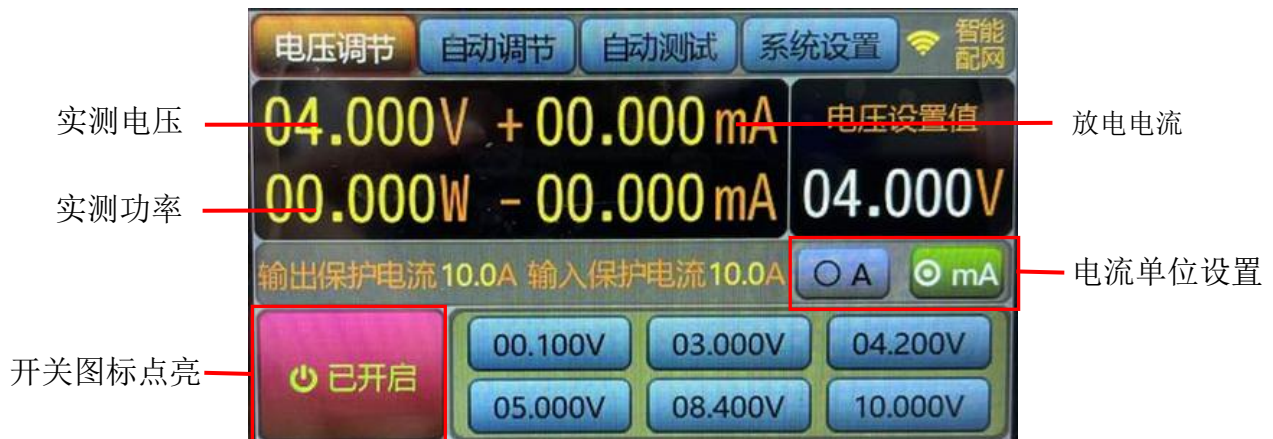 电压调节 自动调节 自动测试 系统设置 智能配网
实测电压
04.000V + 00.000mA
电压设置值
放电电流
实测功率
00.000W - 00.000mA
04.000V
输出保护电流10.0A 输入保护电流10.0A
A mA
电流单位设置
开关图标点亮
已开启
00.100V 03.000V 04.200V
05.000V 08.400V 10.000V